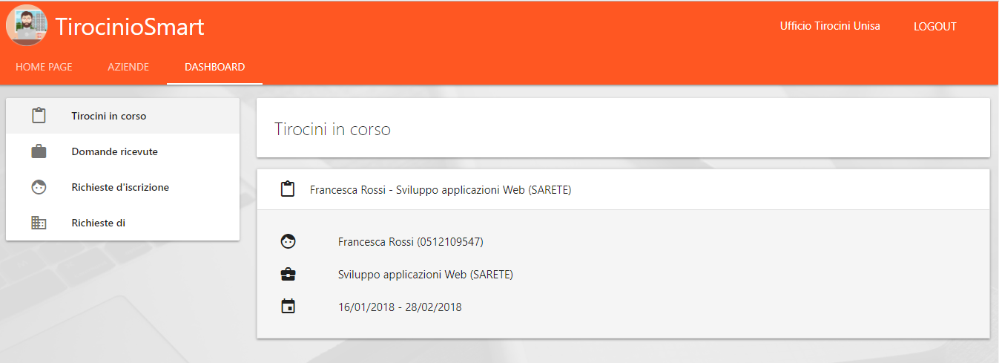 TirocinioSmart
Ufficio Tirocini Unisa
LOGOUT
HOME PAGE
AZIENDE
DASHBOARD
Tirocini in corso
Domande ricevute
Richieste d'iscrizione
Richieste di
Tirocini in corso
Francesca Rossi - Sviluppo applicazioni Web (SARETE)
Francesca Rossi (0512109547)
Sviluppo applicazioni Web (SARETE)
16/01/2018 - 28/02/2018